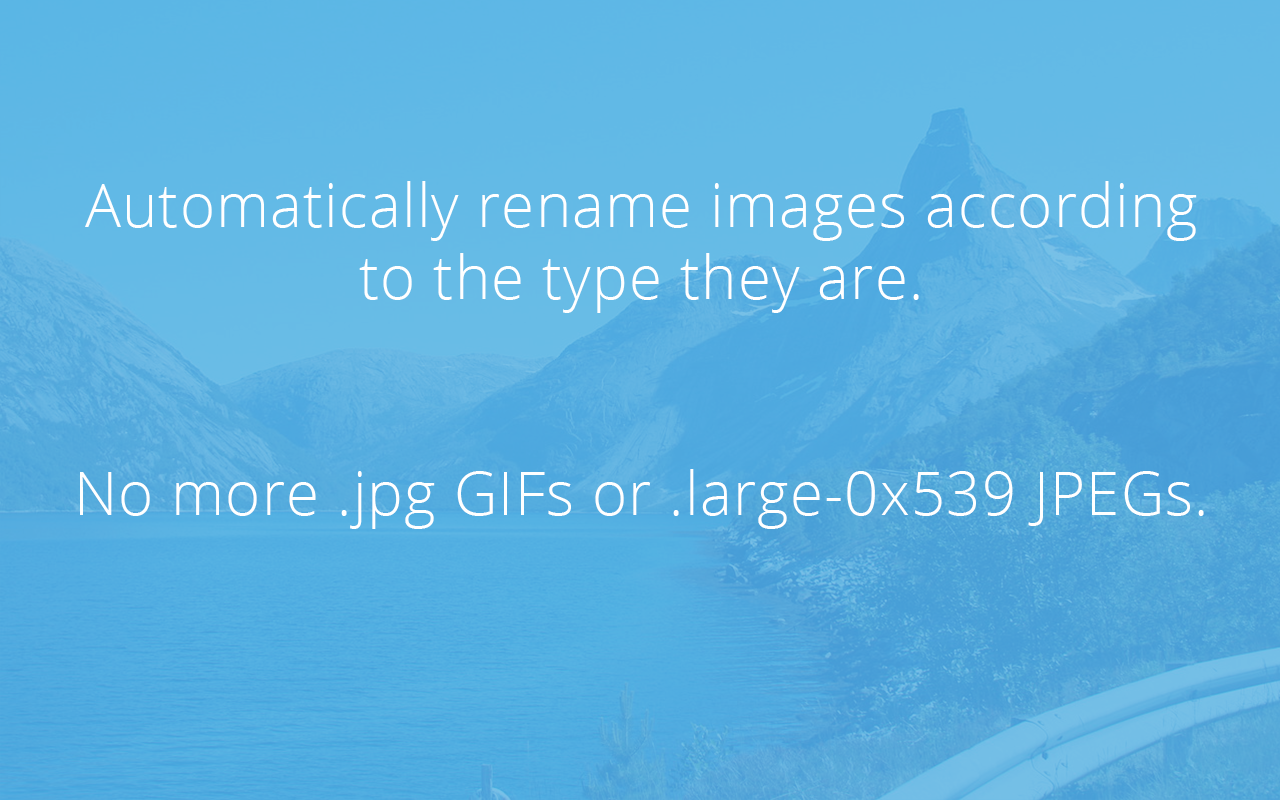 Automatically rename images according
to the type they are.
No more .jpg GIFs or .large-0x539 JPEGs.